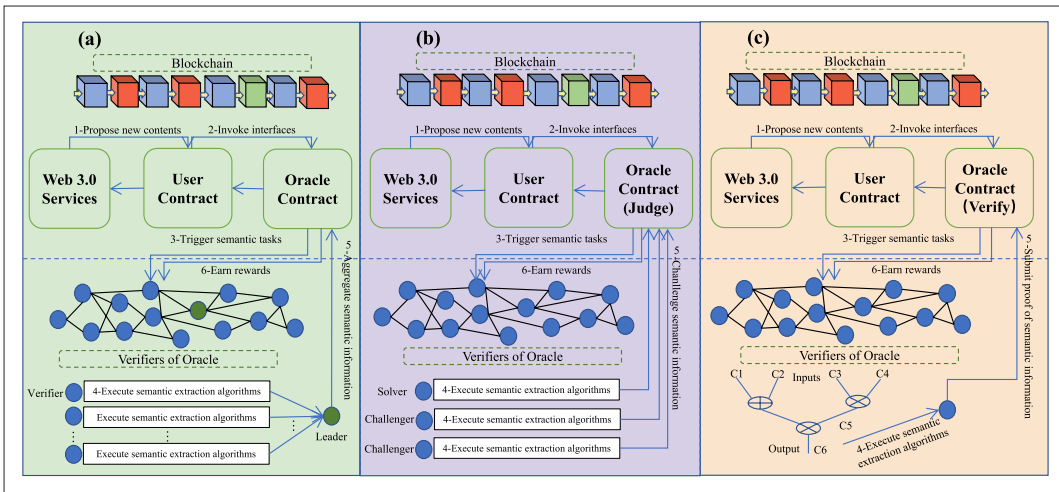 (a)
Blockchain
1-Propose new contents
2-Invoke interfaces
Web 3.0
Services
User
Contract
Oracle
Contract
3-Trigger semantic tasks
6-Earn rewards
5-Aggregate semantic information
Verifiers of Oracle
Verifier
4-Execute semantic extraction algorithms
Execute semantic extraction algorithms
Execute semantic extraction algorithms
Leader
(b)
Blockchain
1-Propose new contents
2-Invoke interfaces
Web 3.0
Services
User
Contract
Oracle
Contract
(Judge)
3-Trigger semantic tasks
6-Earn rewards
5-Chanllenge semantic information
Verifiers of Oracle
Solver
4-Execute semantic extraction algorithms
Challenger
4-Execute semantic extraction algorithms
Challenger
4-Execute semantic extraction algorithms
(c)
Blockchain
1-Propose new contents
2-Invoke interfaces
Web 3.0
Services
User
Contract
Oracle
Contract
(Verify)
3-Trigger semantic tasks
6-Earn rewards
5-Submit proof of semantic information
Verifiers of Oracle
C1
C2
Inputs
C3
C4
C5
Output
C6
4-Execute semantic
extraction algorithms